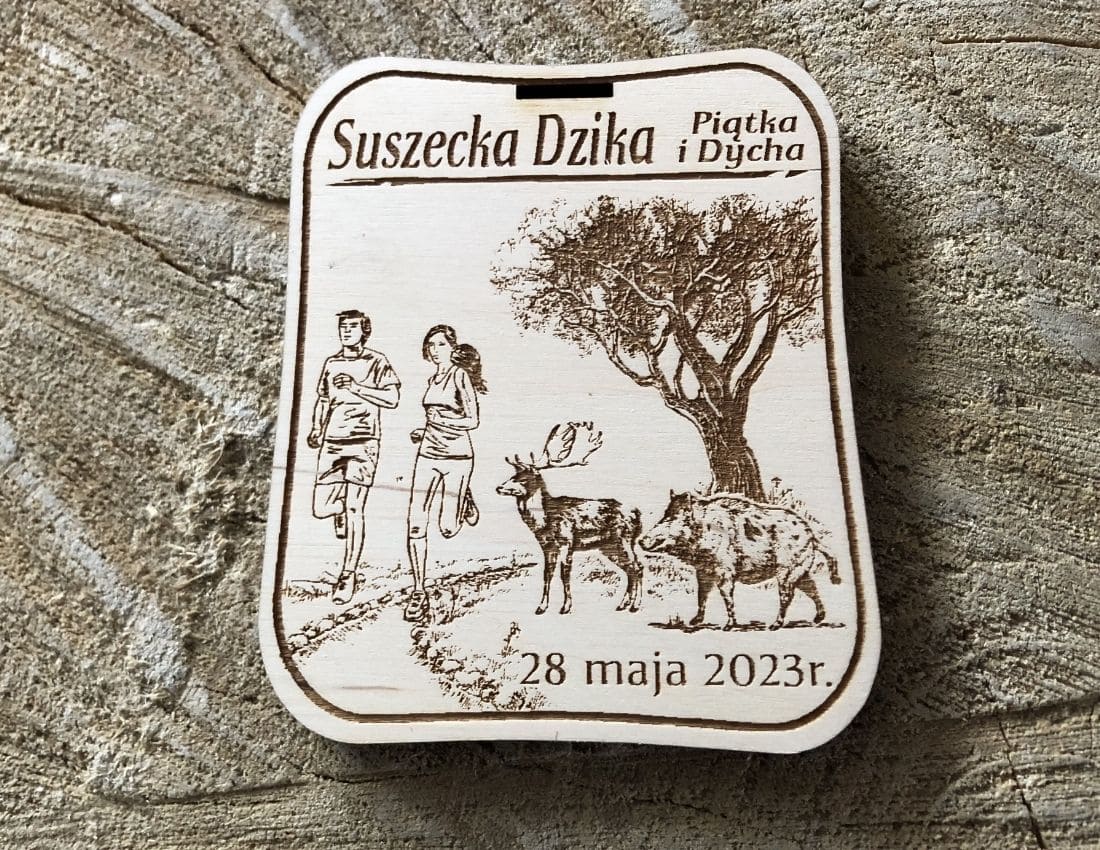 Suszecka Dzika
Piątka
i Dycha
28 maja 2023r.